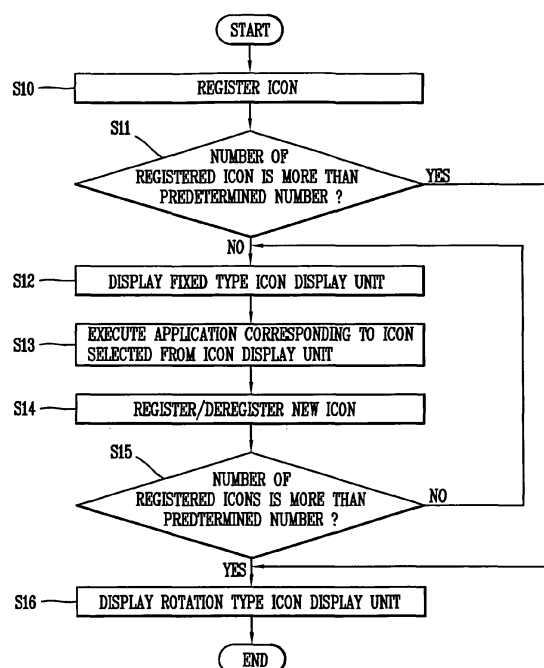 START
S10
REGISTER ICON
S11
NUMBER OF
REGISTERED ICON IS MORE THAN
PREDETERMINED NUMBER ?
YES
NO
S12
DISPLAY FIXED TYPE ICON DISPLAY UNIT
S13
EXECUTE APPLICATION CORRESPONDING TO ICON
SELECTED FROM ICON DISPLAY UNIT
S14
REGISTER/DEREGISTER NEW ICON
S15
NUMBER OF
REGISTERED ICONS IS MORE THAN
PREDTERMINED NUMBER ?
NO
YES
S16
DISPLAY ROTATION TYPE ICON DISPLAY UNIT
END